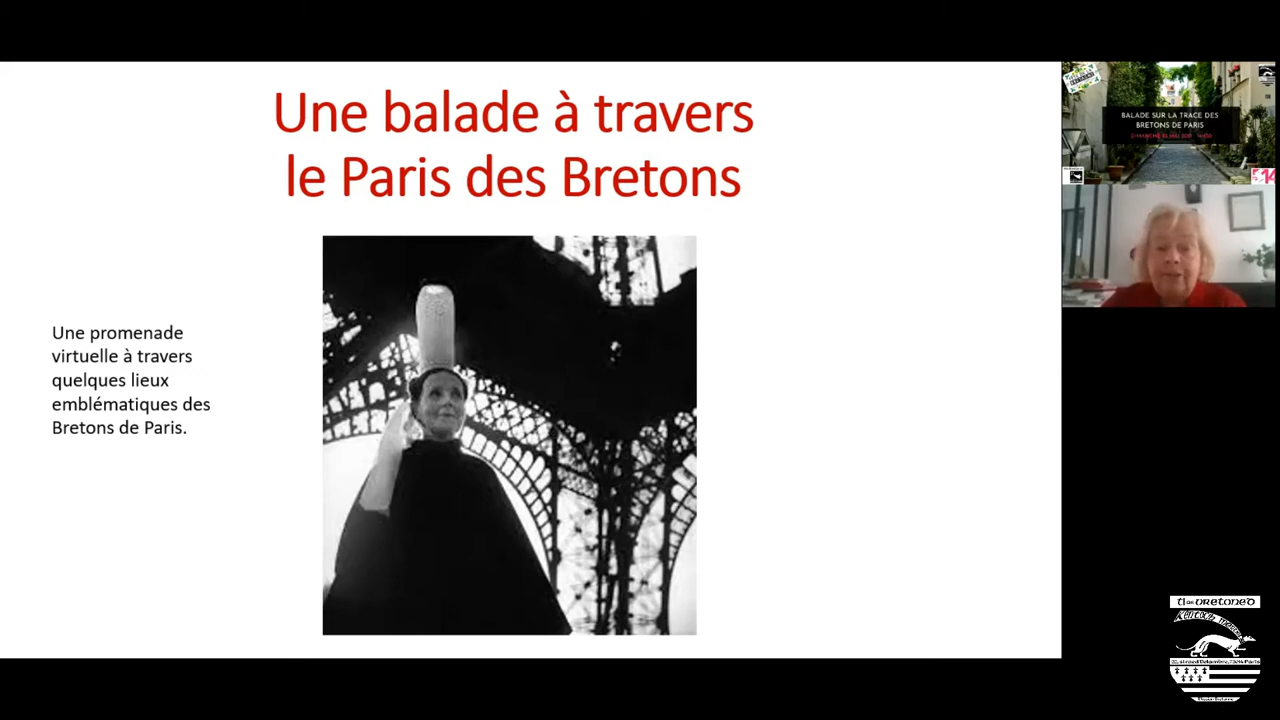 Une balade à travers
le Paris des Bretons
Une promenade
virtuelle à travers
quelques lieux
emblématiques des
Bretons de Paris.
BALADE SUR LA TRACE DES
BRETONS DE PARIS